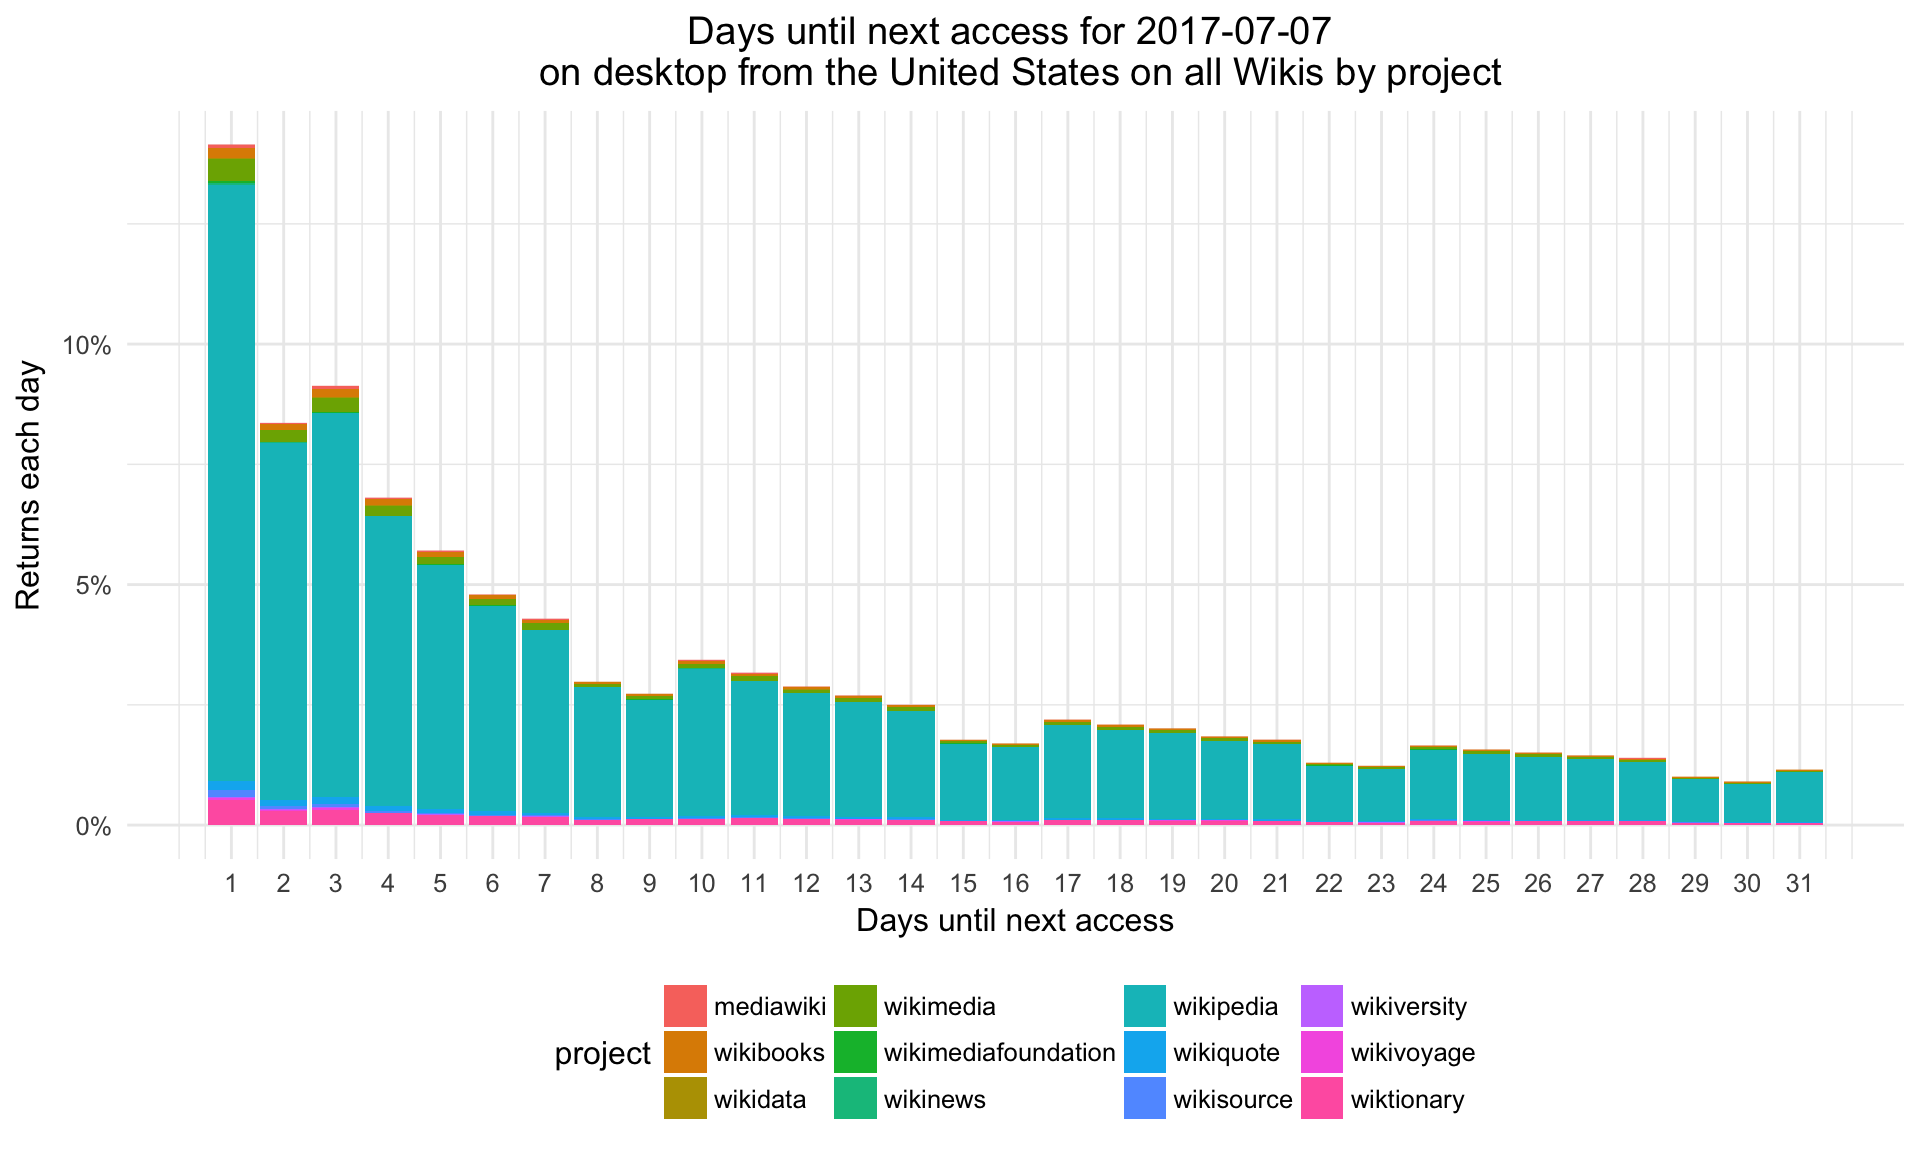 Days until next access for 2017-07-07
on desktop from the United States on all Wikis by project
Returns each day
10%
5%
0%
1 2 3 4 5 6 7 8 9 10 11 12 13 14 15 16 17 18 19 20 21 22 23 24 25 26 27 28 29 30 31
Days until next access
project
mediawiki wikimedia wikipedia wikiversity
wikibooks wikimediafoundation wikiquote wikivoyage
wikidata wikinews wikisource wiktionary